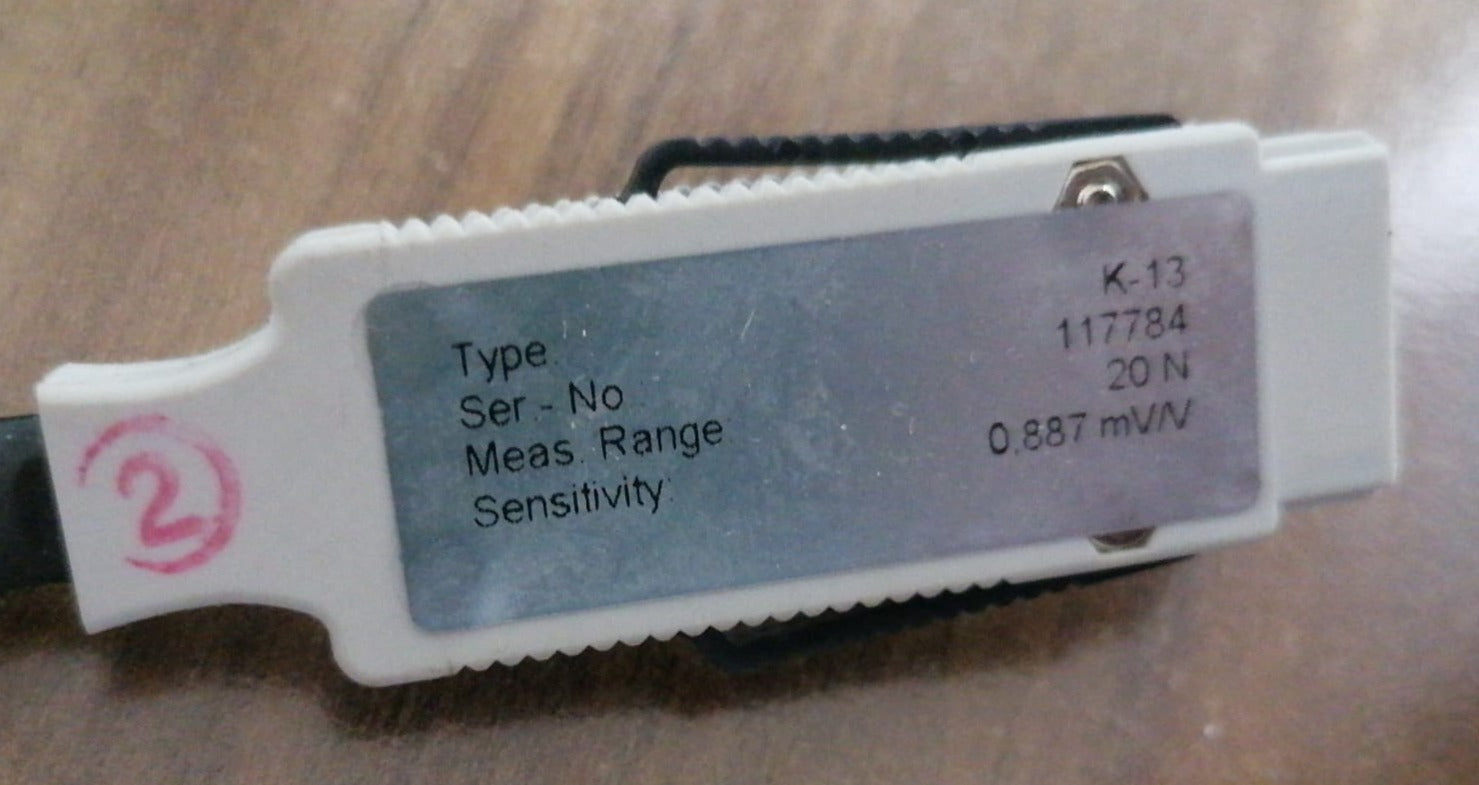 2
Type: K-13
Ser - No 117784
Meas. Range 20 N
Sensitivity: 0.887 mV/V